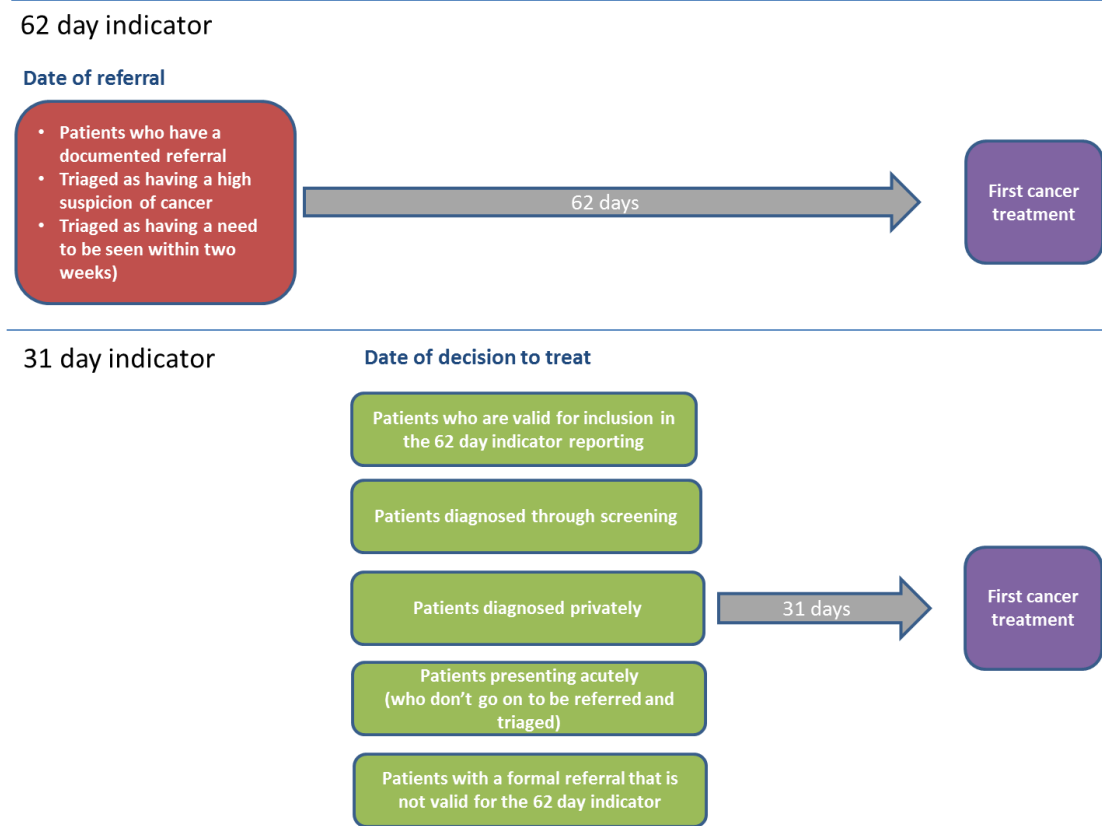 62 day indicator
Date of referral
• Patients who have a
documented referral
• Triaged as having a high
suspicion of cancer
• Triaged as having a need
to be seen within two
weeks)
62 days
First cancer
treatment
31 day indicator
Date of decision to treat
Patients who are valid for inclusion in
the 62 day indicator reporting
Patients diagnosed through screening
Patients diagnosed privately
31 days
First cancer
treatment
Patients presenting acutely
(who don't go on to be referred and
triaged)
Patients with a formal referral that is
not valid for the 62 day indicator